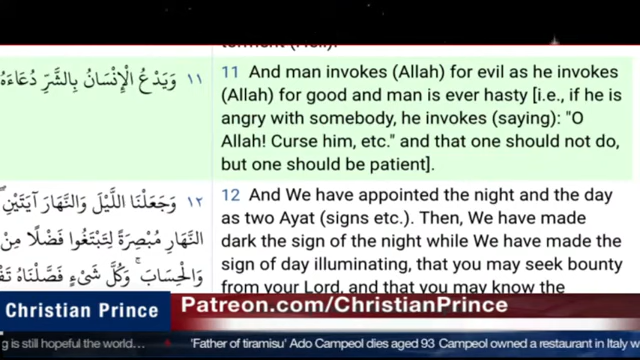 torment (Hell).
١١ وَيَدْعُ الْإِنْسَانُ بِالشَّرِّ دُعَاءَهُ
11 And man invokes (Allah) for evil as he invokes
(Allah) for good and man is ever hasty [i.e., if he is
angry with somebody, he invokes (saying): "O
Allah! Curse him, etc." and that one should not do,
but one should be patient].
١٢ وَجَعَلْنَا اللَّيْلَ وَالنَّهَارَ آيَتَيْنِ
النَّهَارِ مُبْصِرَةً لِتَبْتَغُوا فَضْلًا مِنْ
وَالْحِسَابَ ۚ وَكُلَّ شَيْءٍ فَصَّلْنَاهُ
12 And We have appointed the night and the day
as two Ayat (signs etc.). Then, We have made
dark the sign of the night while We have made the
sign of day illuminating, that you may seek bounty
from your Lord, and that you may know the
Christian Prince
Patreon.com/ChristianPrince
g is still hopeful the world...
'Father of tiramisu' Ado Campeol dies aged 93 Campeol owned a restaurant in Italy w